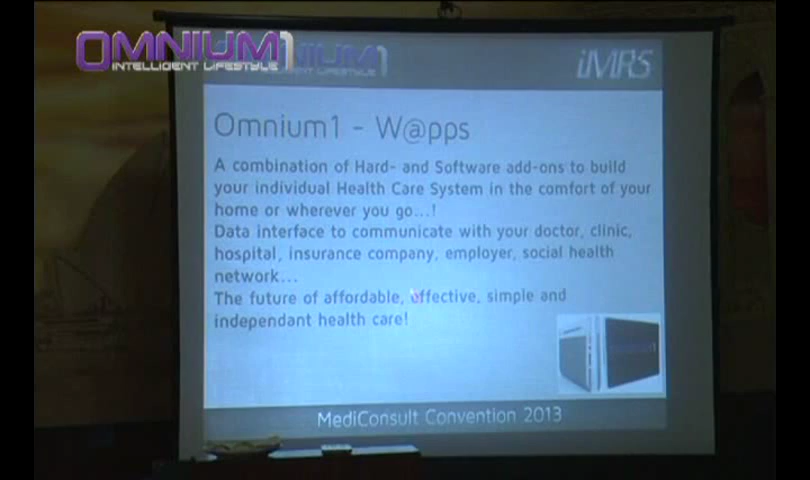 OMNIUM1
INTELLIGENT LIFESTYLE
iMRS
Omnium1 - W@pps
A combination of Hard- and Software add-ons to build
your individual Health Care System in the comfort of your
home or wherever you go...!
Data interface to communicate with your doctor, clinic,
hospital, insurance company, employer, social health
network...
The future of affordable, effective, simple and
independant health care!
MediConsult Convention 2013